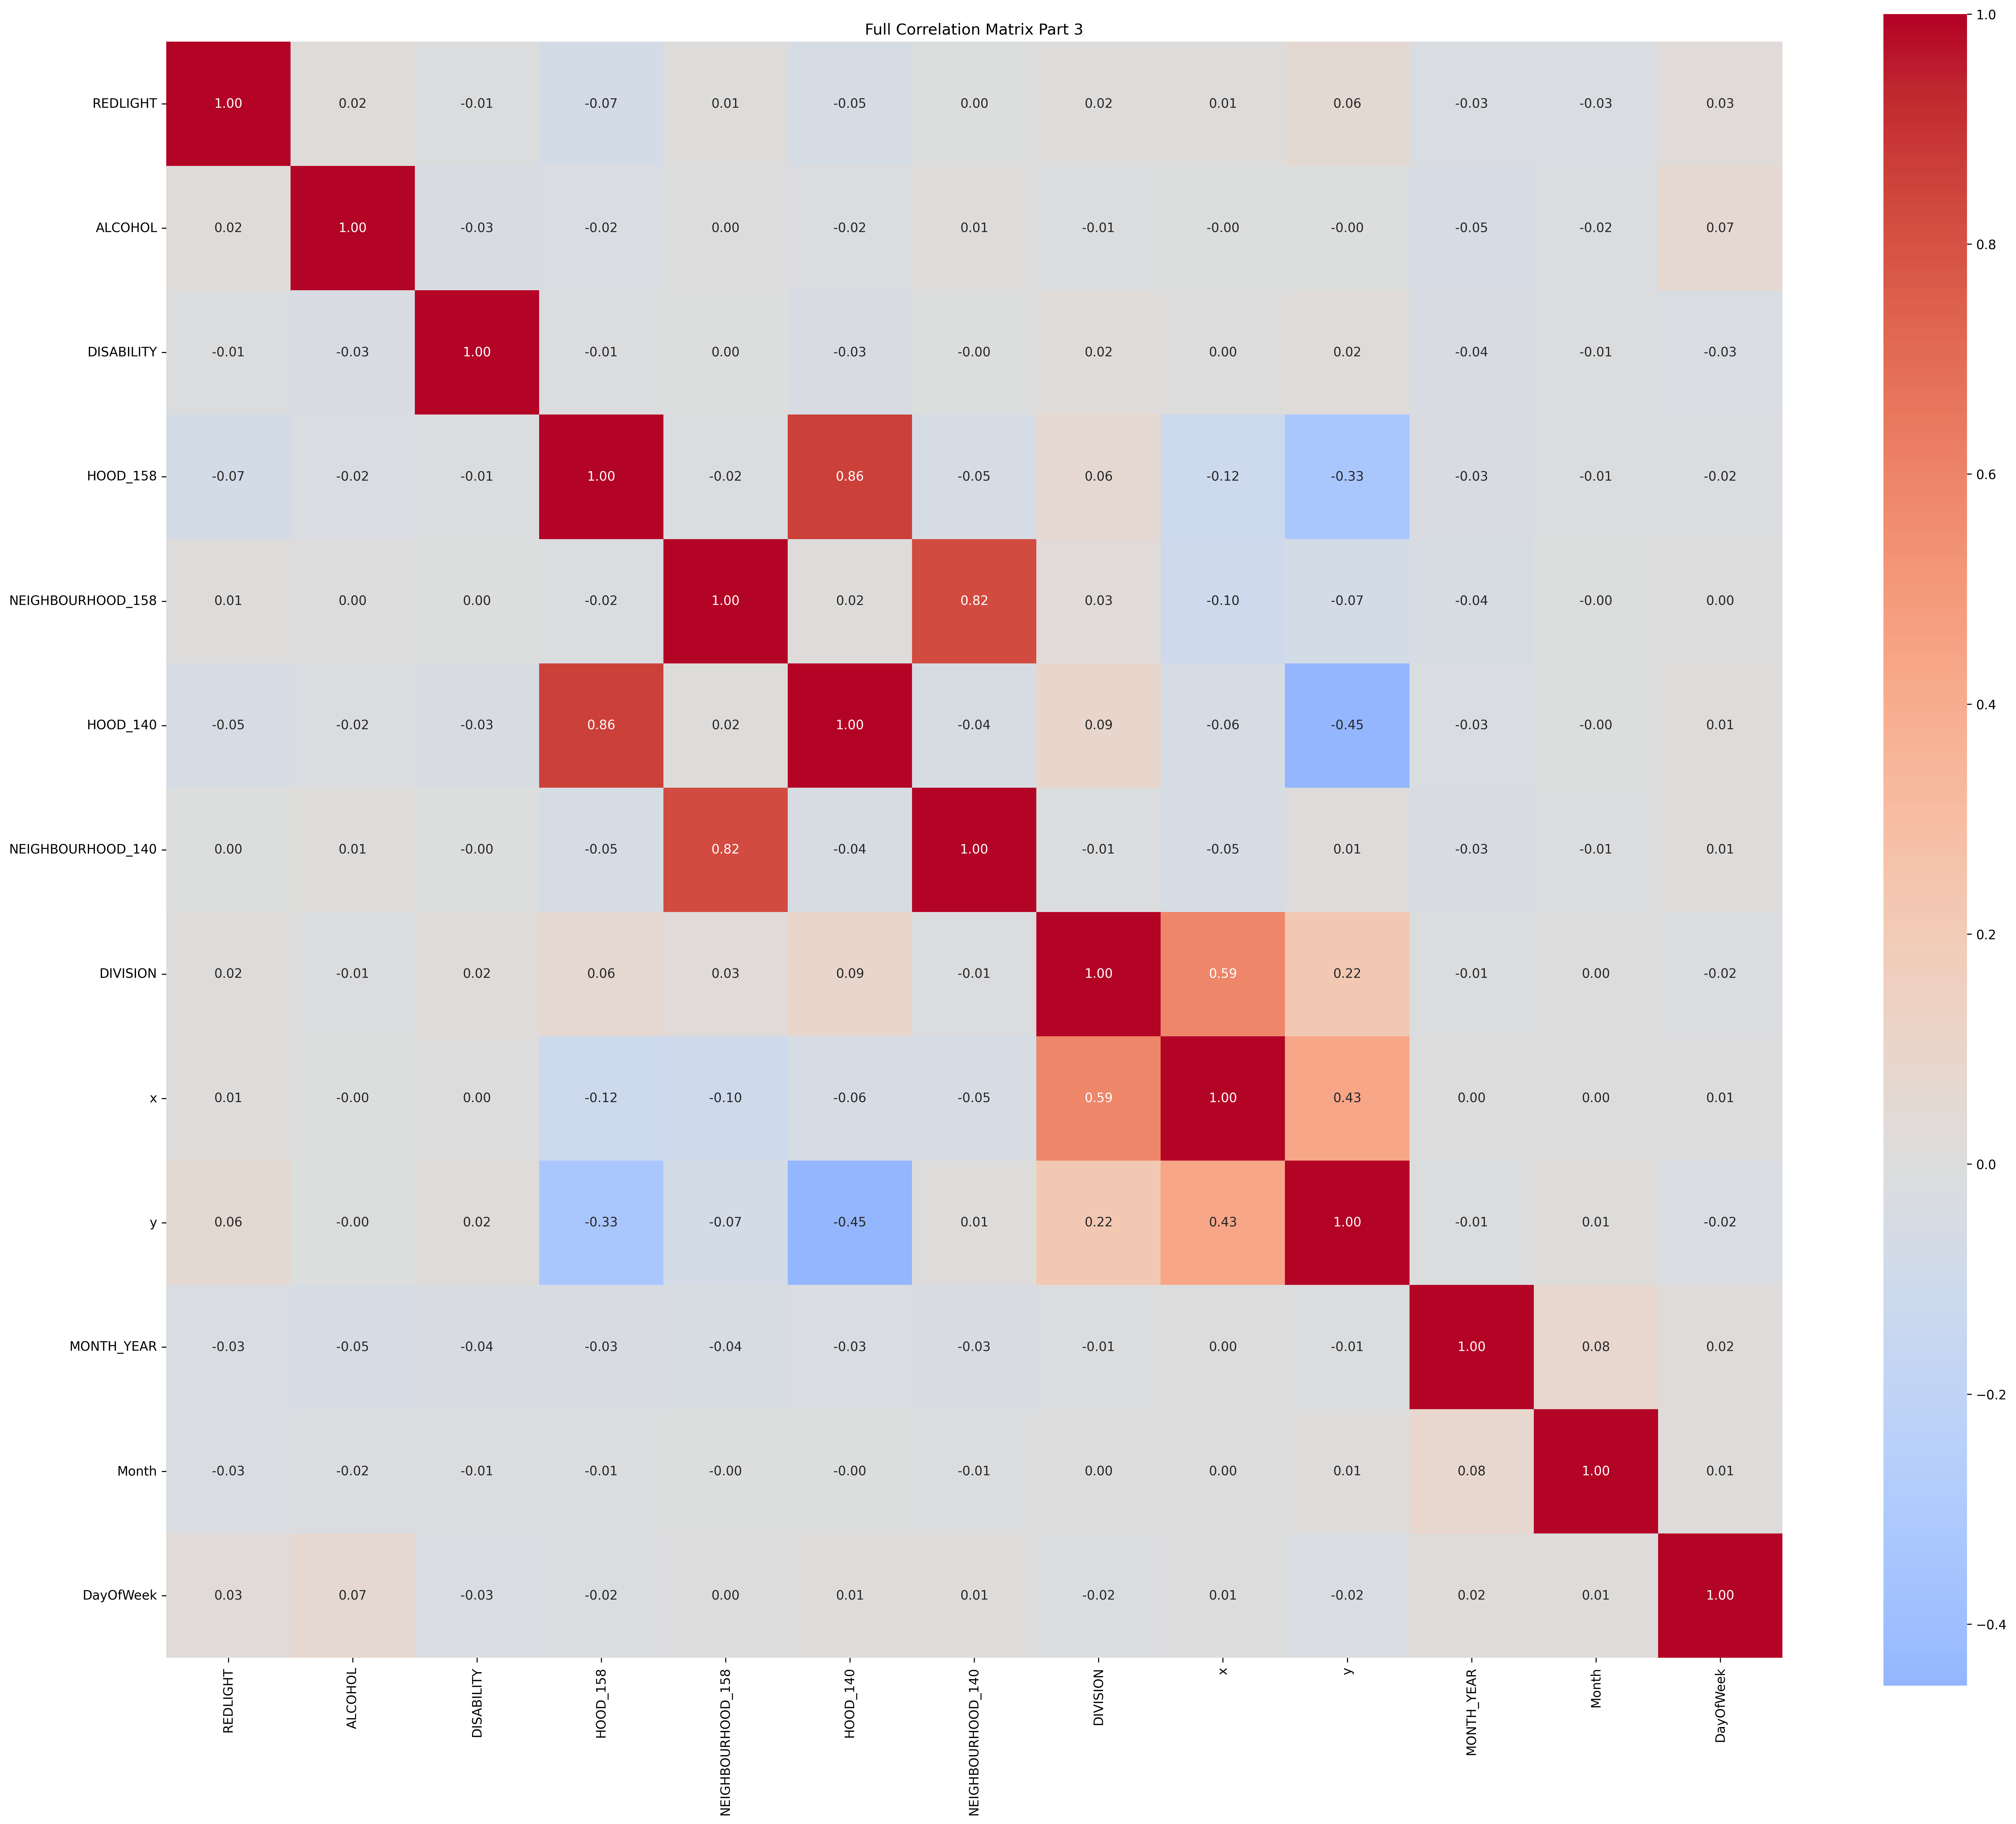 Full Correlation Matrix Part 3
1.0
REDLIGHT 1.00 0.02 -0.01 -0.07 0.01 -0.05 0.00 0.02 0.01 0.06 -0.03 -0.03 0.03
ALCOHOL 0.02 1.00 -0.03 -0.02 0.00 -0.02 0.01 -0.01 -0.00 -0.00 -0.05 -0.02 0.07
0.8
DISABILITY -0.01 -0.03 1.00 -0.01 0.00 -0.03 -0.00 0.02 0.00 0.02 -0.04 -0.01 -0.03
HOOD_158 -0.07 -0.02 -0.01 1.00 -0.02 0.86 -0.05 0.06 -0.12 -0.33 -0.03 -0.01 -0.02
0.6
NEIGHBOURHOOD_158 0.01 0.00 0.00 -0.02 1.00 0.02 0.82 0.03 -0.10 -0.07 -0.04 -0.00 0.00
0.4
HOOD_140 -0.05 -0.02 -0.03 0.86 0.02 1.00 -0.04 0.09 -0.06 -0.45 -0.03 -0.00 0.01
NEIGHBOURHOOD_140 0.00 0.01 -0.00 -0.05 0.82 -0.04 1.00 -0.01 -0.05 0.01 -0.03 -0.01 0.01
0.2
DIVISION 0.02 -0.01 0.02 0.06 0.03 0.09 -0.01 1.00 0.59 0.22 -0.01 0.00 -0.02
x 0.01 -0.00 0.00 -0.12 -0.10 -0.06 -0.05 0.59 1.00 0.43 0.00 0.00 0.01
0.0
y 0.06 -0.00 0.02 -0.33 -0.07 -0.45 0.01 0.22 0.43 1.00 -0.01 0.01 -0.02
MONTH_YEAR -0.03 -0.05 -0.04 -0.03 -0.04 -0.03 -0.03 -0.01 0.00 -0.01 1.00 0.08 0.02
−0.2
Month -0.03 -0.02 -0.01 -0.01 -0.00 -0.00 -0.01 0.00 0.00 0.01 0.08 1.00 0.01
DayOfWeek 0.03 0.07 -0.03 -0.02 0.00 0.01 0.01 -0.02 0.01 -0.02 0.02 0.01 1.00
−0.4
REDLIGHT
ALCOHOL
DISABILITY
HOOD_158
NEIGHBOURHOOD_158
HOOD_140
NEIGHBOURHOOD_140
DIVISION
x
y
MONTH_YEAR
Month
DayOfWeek